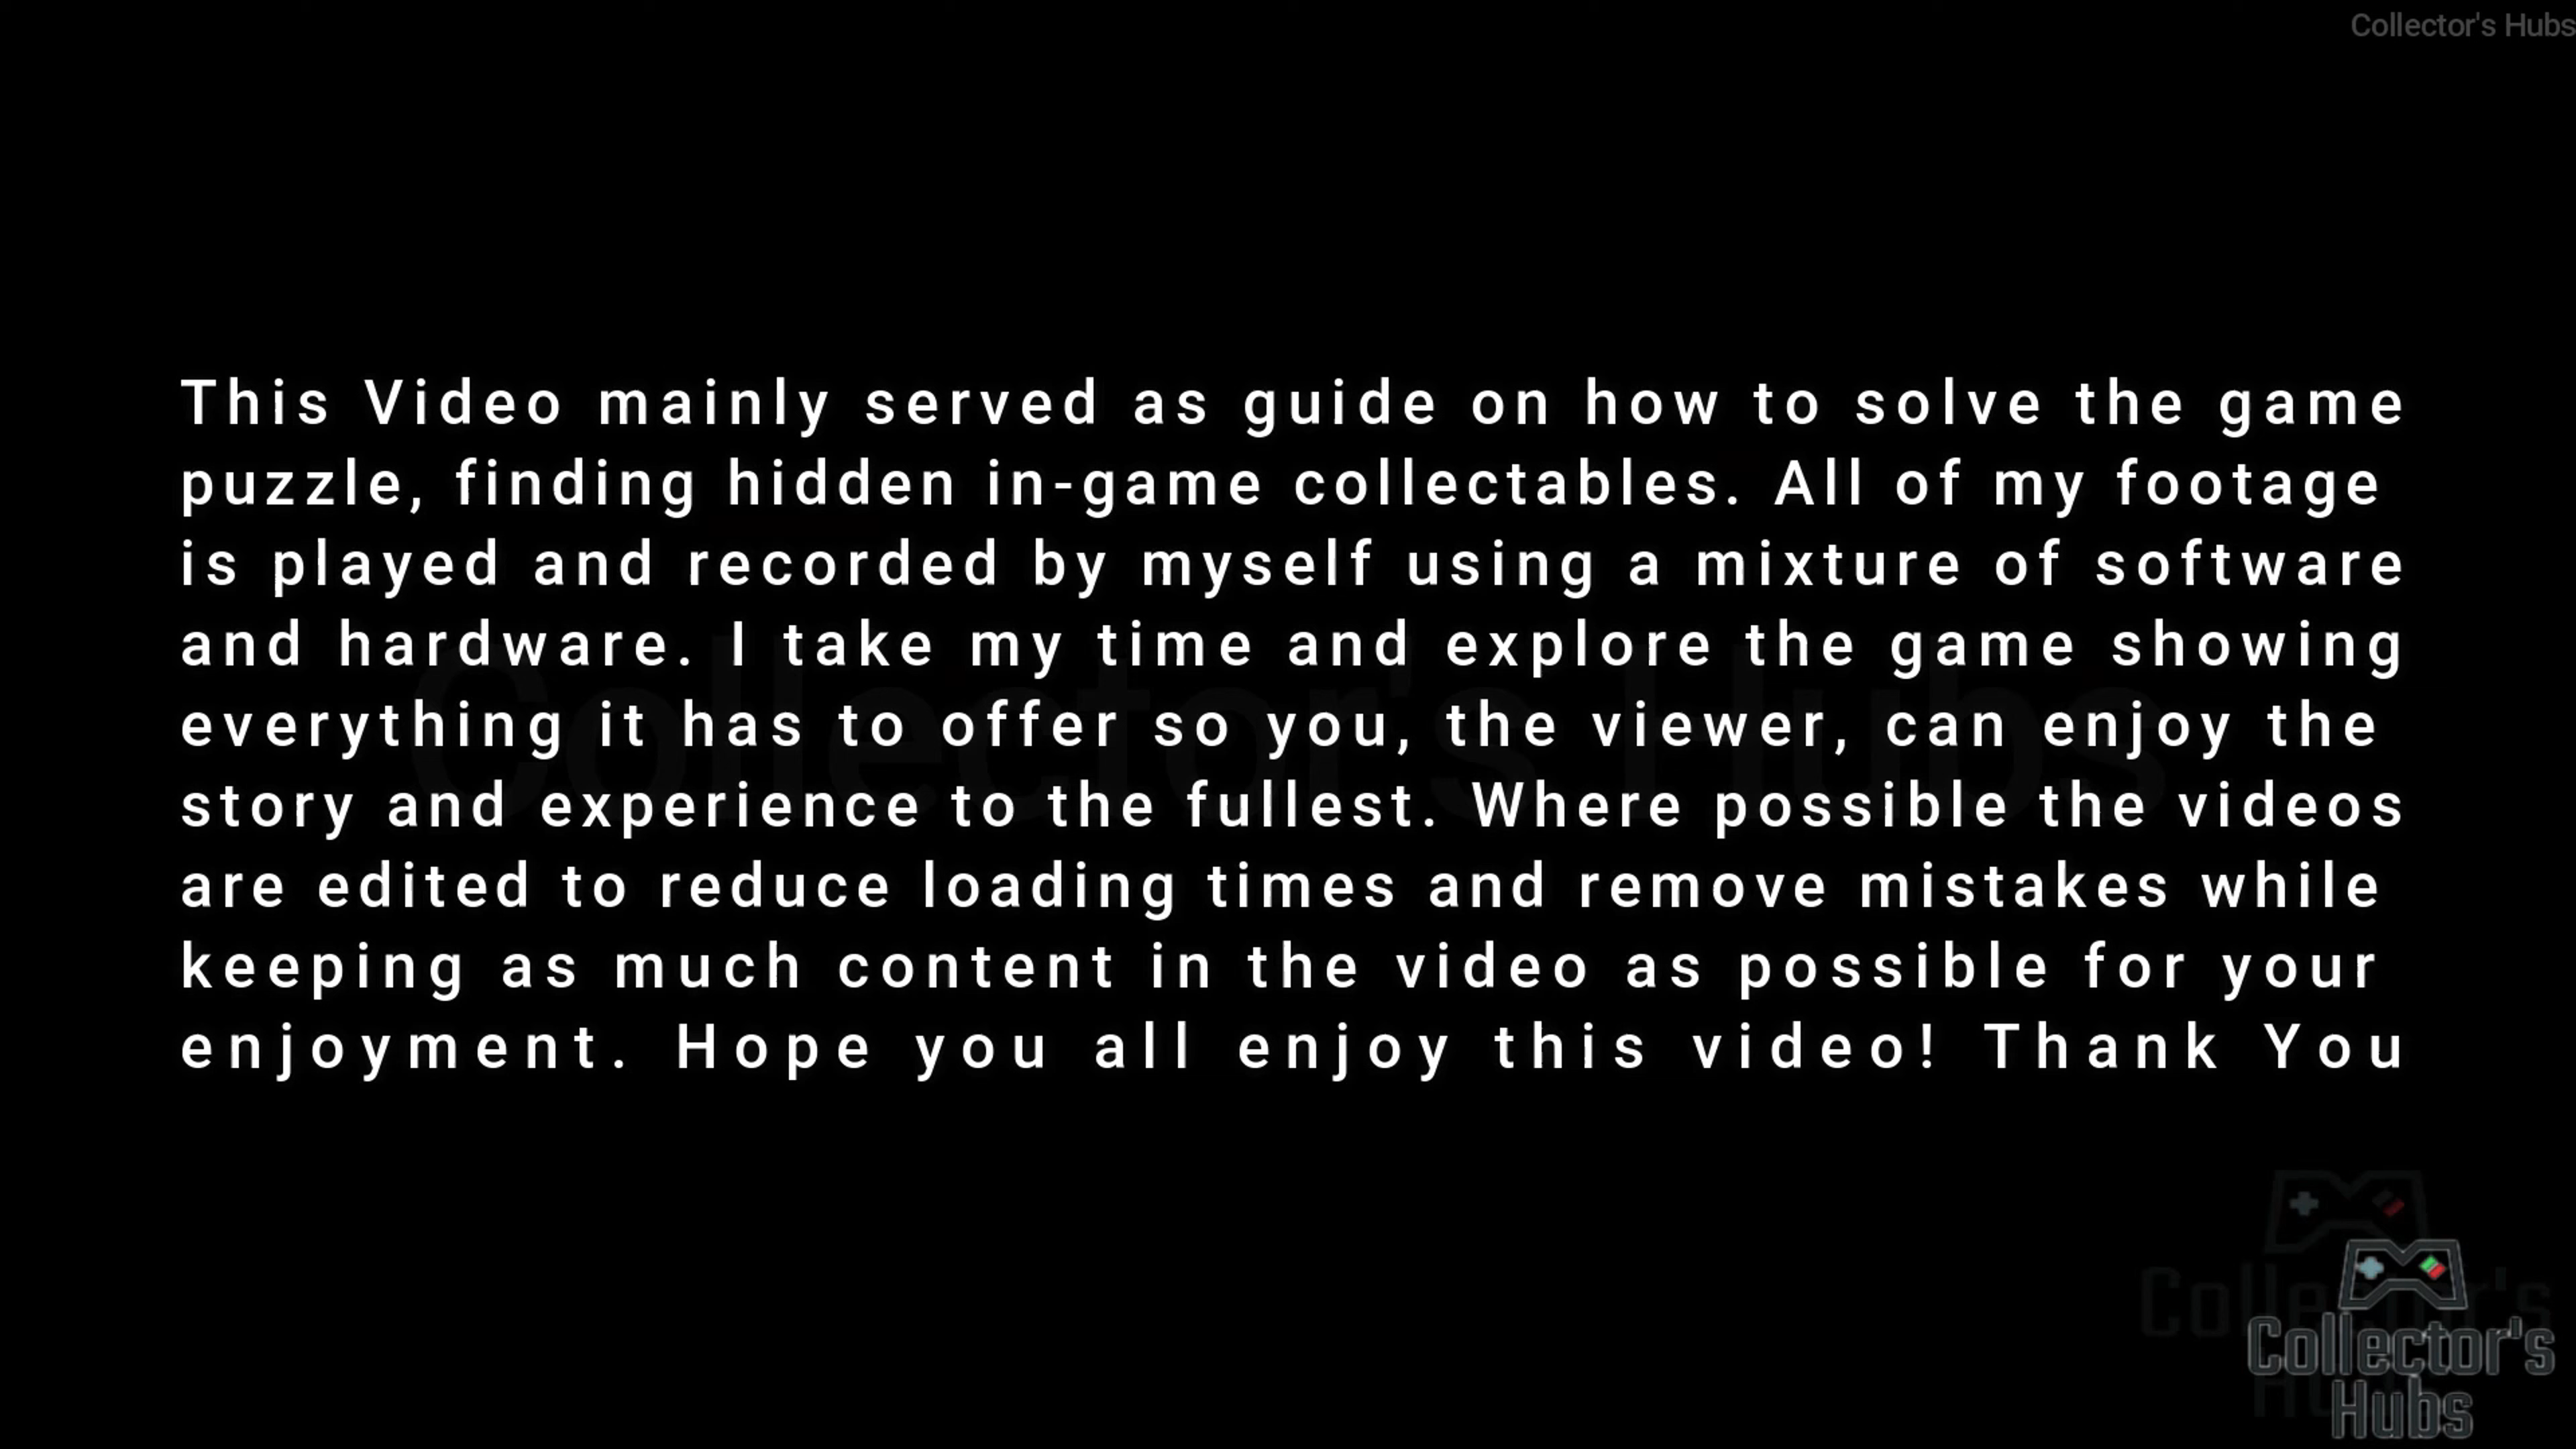 Collector's Hubs
This Video mainly served as guide on how to solve the game
puzzle, finding hidden in-game collectables. All of my footage
is played and recorded by myself using a mixture of software
and hardware. I take my time and explore the game showing
everything it has to offer so you, the viewer, can enjoy the
story and experience to the fullest. Where possible the videos
are edited to reduce loading times and remove mistakes while
keeping as much content in the video as possible for your
enjoyment. Hope you all enjoy this video! Thank You
Collector's Hubs
Collector's
Hubs
Collector's
Hubs